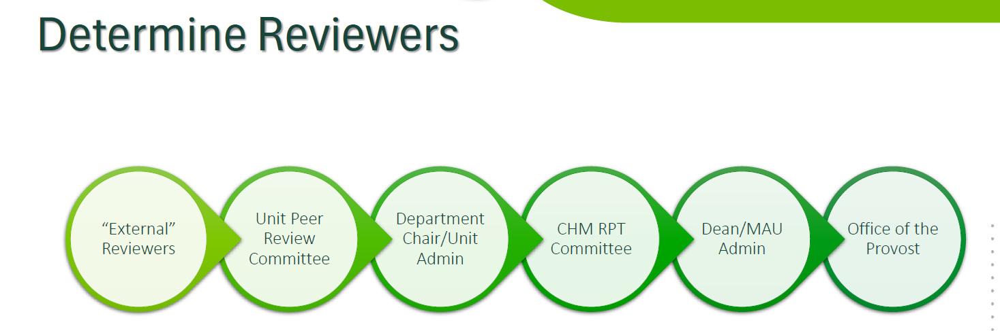 Determine Reviewers
“External”
Reviewers
Unit Peer
Review
Committee
Department
Chair/Unit
Admin
CHM RPT
Committee
Dean/MAU
Admin
Office of the
Provost